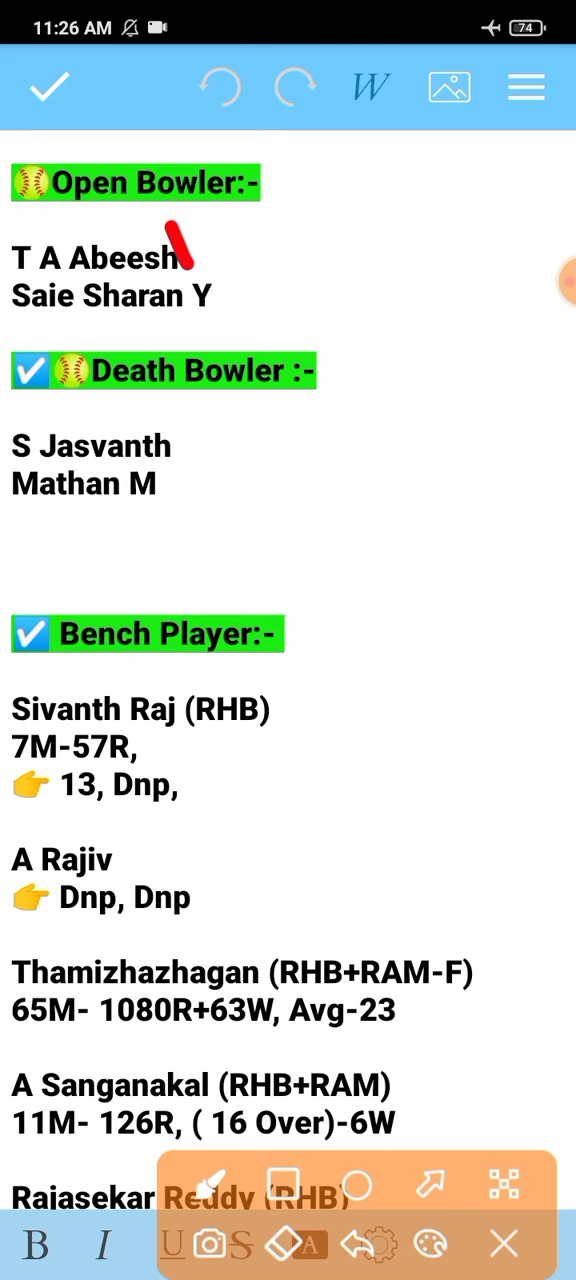 11:26 AM 74
W
Open Bowler:-
T A Abeesh
Saie Sharan Y
Death Bowler :-
S Jasvanth
Mathan M
Bench Player:-
Sivanth Raj (RHB)
7M-57R,
👉 13, Dnp,
A Rajiv
👉 Dnp, Dnp
Thamizhazhagan (RHB+RAM-F)
65M- 1080R+63W, Avg-23
A Sanganakal (RHB+RAM)
11M- 126R, ( 16 Over)-6W
Rajasekar Reddy (RHB)
B I U S A